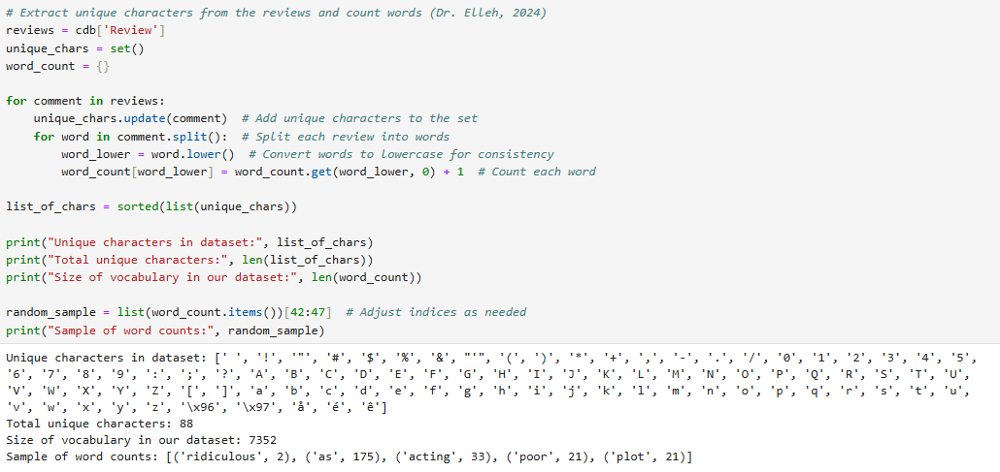 # Extract unique characters from the reviews and count words (Dr. Elleh, 2024)
reviews = cdb['Review']
unique_chars = set()
word_count = {}
for comment in reviews:
    unique_chars.update(comment)  # Add unique characters to the set
    for word in comment.split():  # Split each review into words
        word_lower = word.lower()  # Convert words to lowercase for consistency
        word_count[word_lower] = word_count.get(word_lower, 0) + 1  # Count each word
list_of_chars = sorted(list(unique_chars))
print("Unique characters in dataset:", list_of_chars)
print("Total unique characters:", len(list_of_chars))
print("Size of vocabulary in our dataset:", len(word_count))
random_sample = list(word_count.items())[42:47]  # Adjust indices as needed
print("Sample of word counts:", random_sample)
Unique characters in dataset: [' ', '!', '"', '#', '$', '%', '&', "'", '(', ')', '*', '+', ',', '-', '.', '/', '0', '1', '2', '3', '4', '5',
'6', '7', '8', '9', ':', ';', '?', 'A', 'B', 'C', 'D', 'E', 'F', 'G', 'H', 'I', 'J', 'K', 'L', 'M', 'N', 'O', 'P', 'Q', 'R', 'S', 'T', 'U',
'V', 'W', 'X', 'Y', 'Z', '[', ']', 'a', 'b', 'c', 'd', 'e', 'f', 'g', 'h', 'i', 'j', 'k', 'l', 'm', 'n', 'o', 'p', 'q', 'r', 's', 't', 'u',
'v', 'w', 'x', 'y', 'z', '\x96', '\x97', 'å', 'é', 'ê']
Total unique characters: 88
Size of vocabulary in our dataset: 7352
Sample of word counts: [('ridiculous', 2), ('as', 175), ('acting', 33), ('poor', 21), ('plot', 21)]